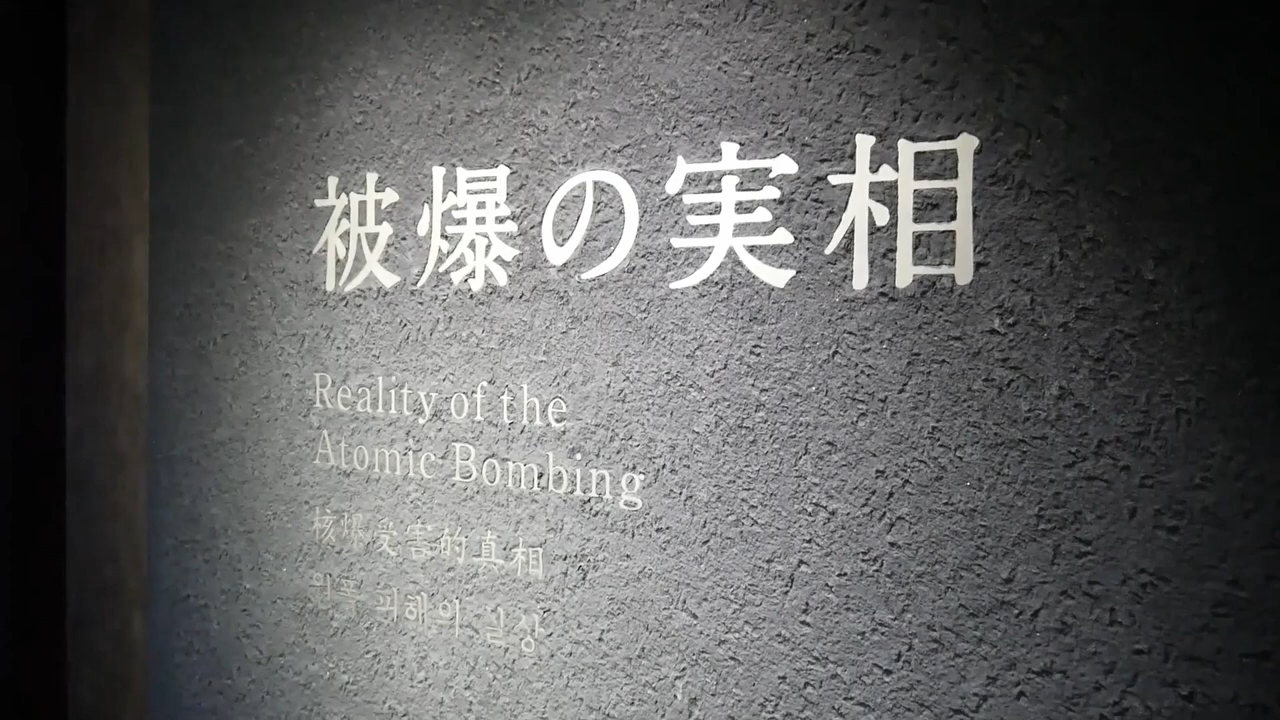 被爆の実相
Reality of the
Atomic Bombing
核爆受害的真相
피폭 피해의 실상